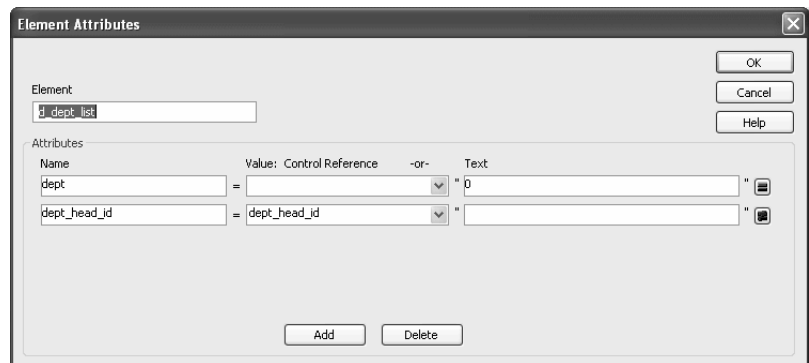 Element Attributes
OK
Element
Cancel
d_dept_list
Help
Attributes
Name Value: Control Reference -or- Text
dept = " 0 "
dept_head_id = dept_head_id " "
Add Delete